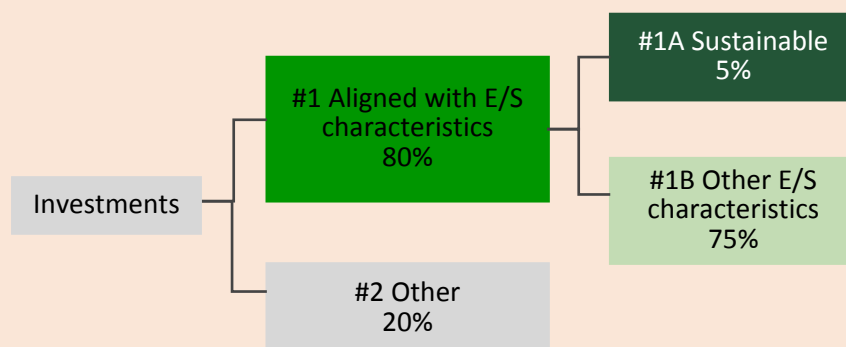 Investments
#1 Aligned with E/S
characteristics
80%
#2 Other
20%
#1A Sustainable
5%
#1B Other E/S
characteristics
75%